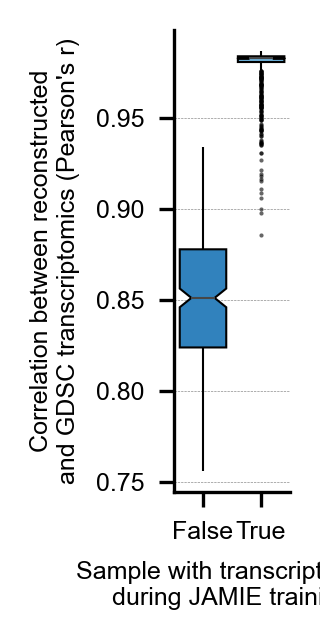 Correlation between reconstructed
and GDSC transcriptomics (Pearson's r)
0.95
0.90
0.85
0.80
0.75
False True
Sample with transcript
during JAMIE traini